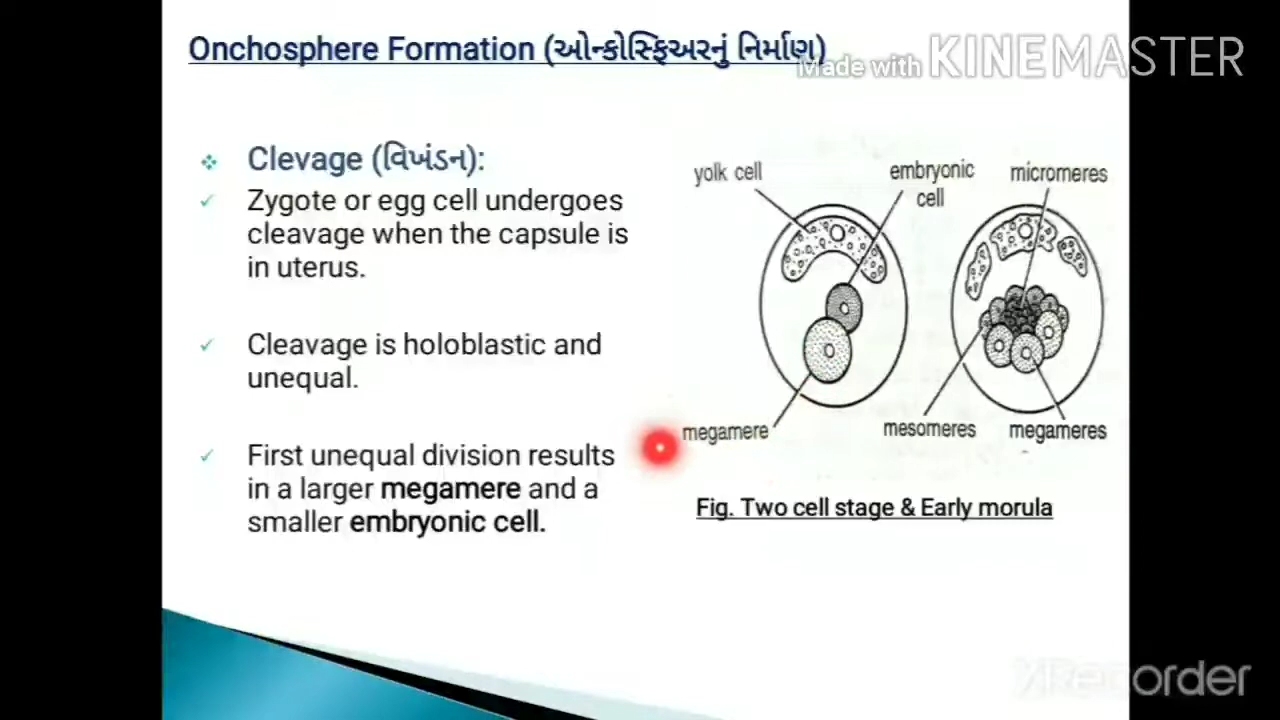 Onchosphere Formation (ઓન્કોસ્ફિઅરનું નિર્માણ)
Made with KINEMASTER
Clevage (વિખંડન):
Zygote or egg cell undergoes
cleavage when the capsule is
in uterus.
Cleavage is holoblastic and
unequal.
First unequal division results
in a larger megamere and a
smaller embryonic cell.
yolk cell
embryonic
cell
micromeres
megamere
mesomeres
megameres
Fig. Two cell stage & Early morula
XRecorder